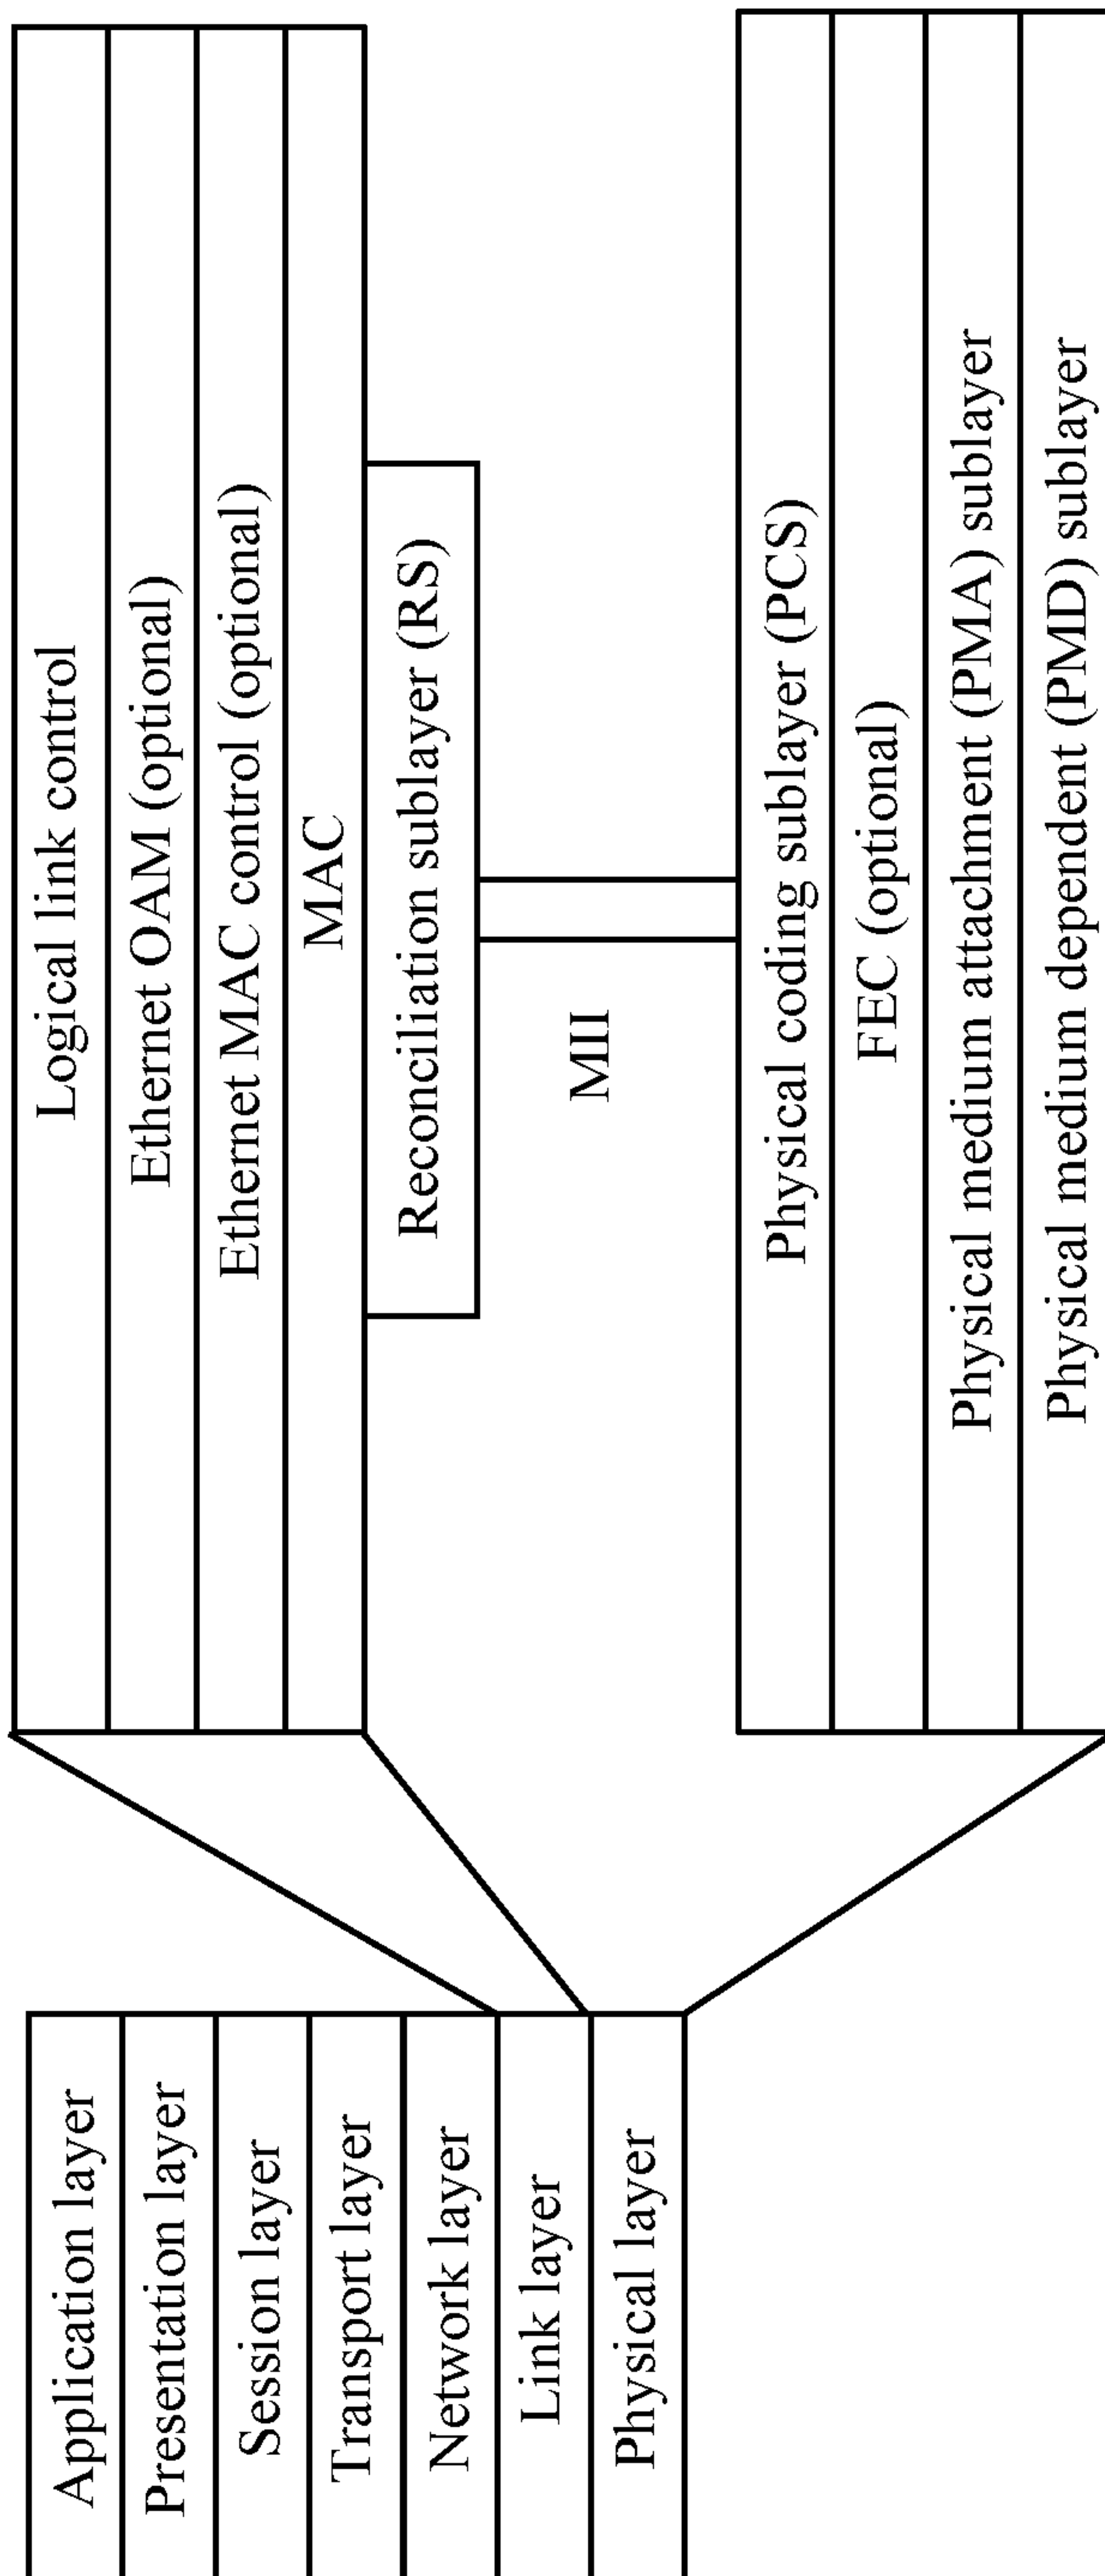 Application layer
Presentation layer
Session layer
Transport layer
Network layer
Link layer
Physical layer
Logical link control
Ethernet OAM (optional)
Ethernet MAC control (optional)
MAC
Reconciliation sublayer (RS)
MII
Physical coding sublayer (PCS)
FEC (optional)
Physical medium attachment (PMA) sublayer
Physical medium dependent (PMD) sublayer